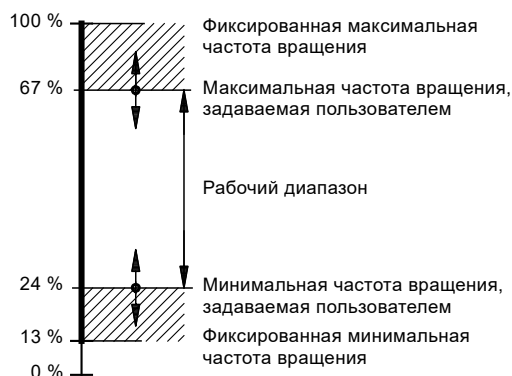 100 %
Фиксированная максимальная
частота вращения
67 %
Максимальная частота вращения,
задаваемая пользователем
Рабочий диапазон
24 %
Минимальная частота вращения,
задаваемая пользователем
13 %
Фиксированная минимальная
частота вращения
0 %